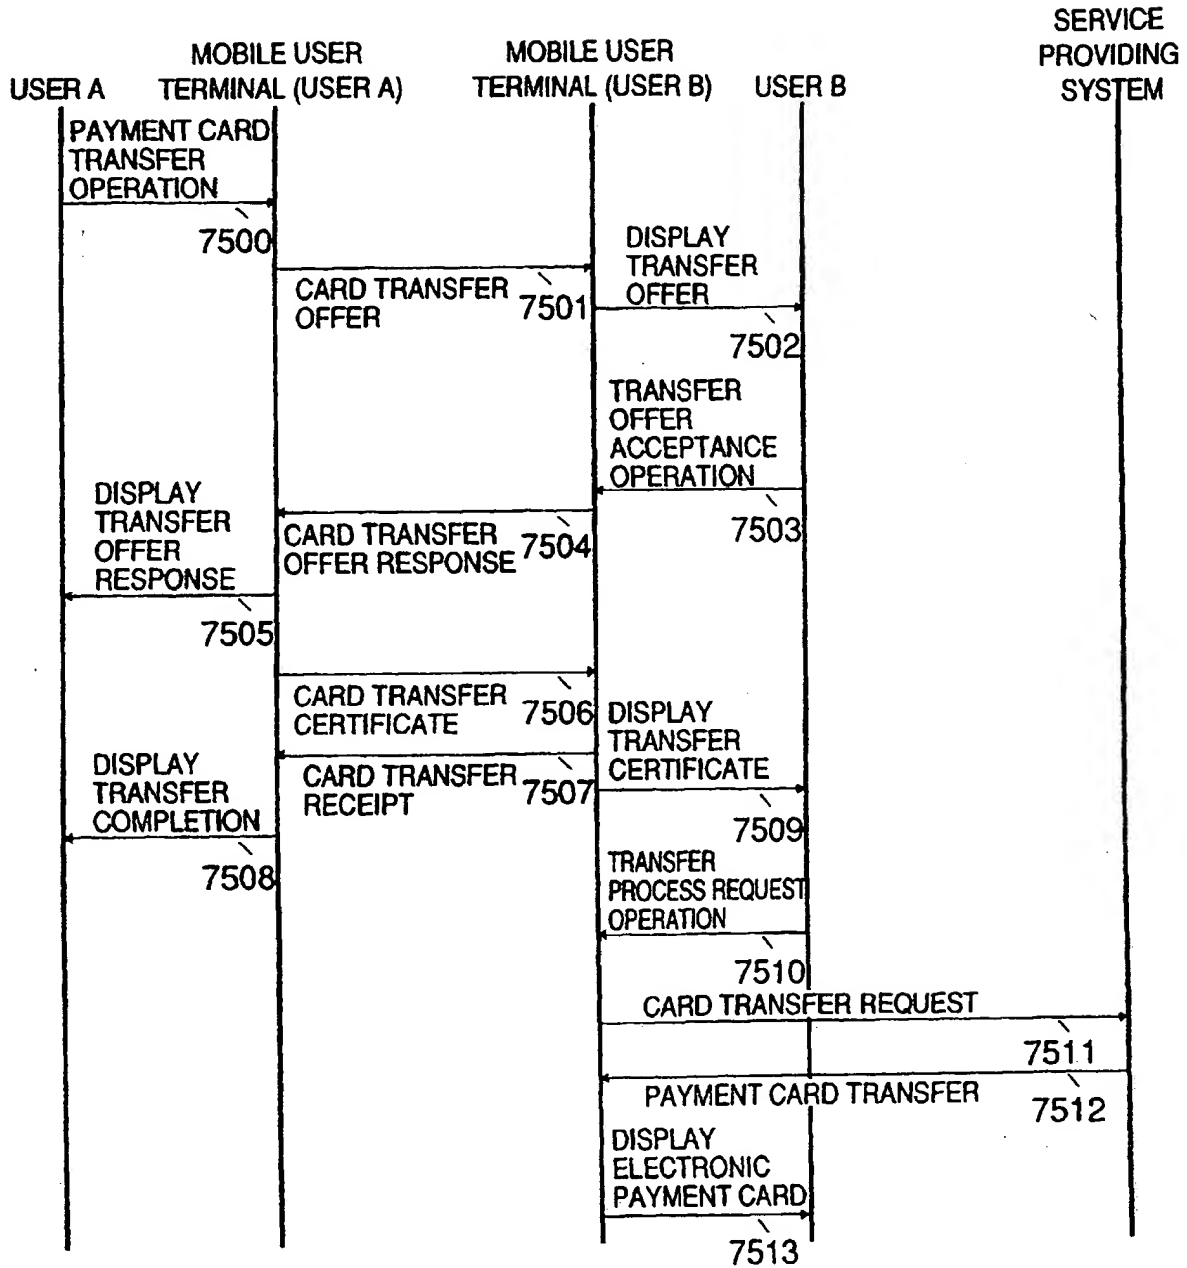 SERVICE
PROVIDING
SYSTEM
MOBILE USER
TERMINAL (USER A)
MOBILE USER
TERMINAL (USER B)
USER A
USER B
PAYMENT CARD
TRANSFER
OPERATION
7500
CARD TRANSFER
OFFER
7501
DISPLAY
TRANSFER
OFFER
7502
TRANSFER
OFFER
ACCEPTANCE
OPERATION
7503
CARD TRANSFER
OFFER RESPONSE
7504
DISPLAY
TRANSFER
OFFER
RESPONSE
7505
CARD TRANSFER
CERTIFICATE
7506
CARD TRANSFER
RECEIPT
7507
DISPLAY
TRANSFER
COMPLETION
7508
DISPLAY
TRANSFER
CERTIFICATE
7509
TRANSFER
PROCESS REQUEST
OPERATION
7510
CARD TRANSFER REQUEST
7511
PAYMENT CARD TRANSFER
7512
DISPLAY
ELECTRONIC
PAYMENT CARD
7513